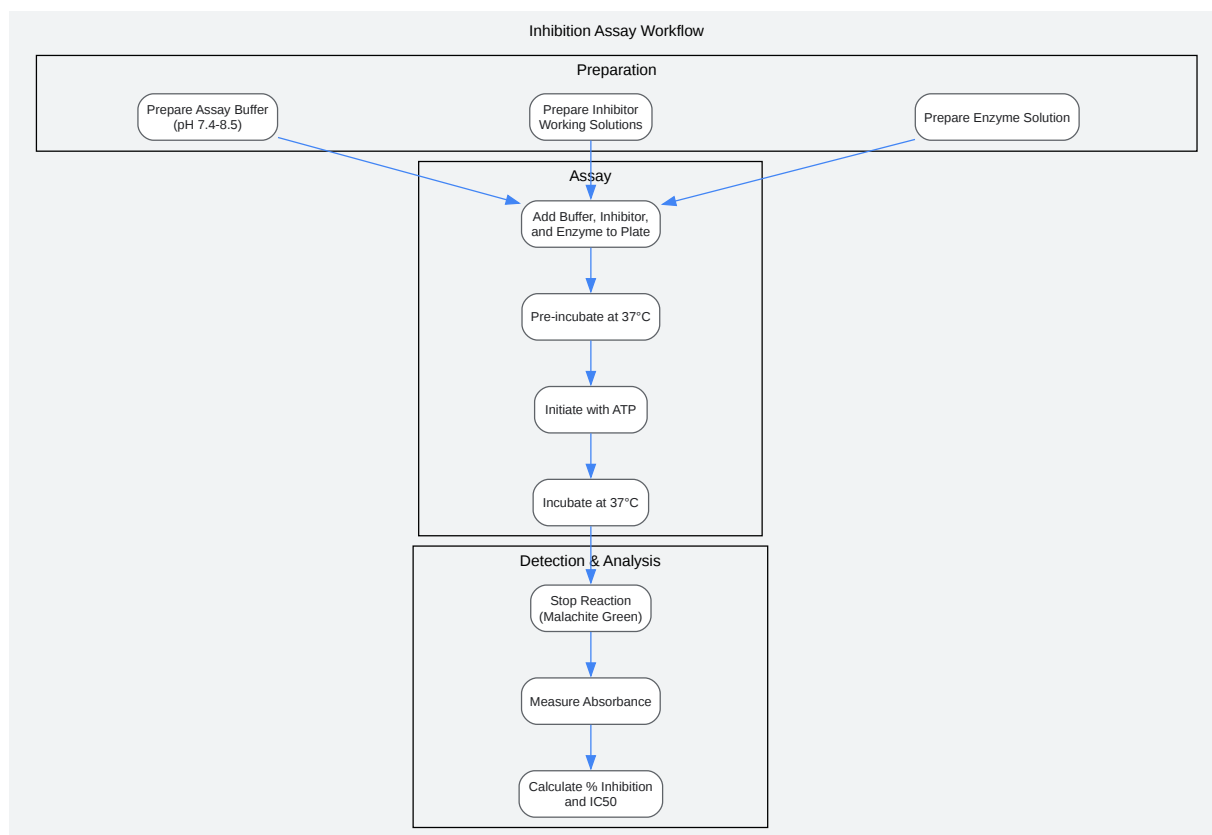 Inhibition Assay Workflow
Preparation
Prepare Assay Buffer
(pH 7.4-8.5)
Prepare Inhibitor
Working Solutions
Prepare Enzyme Solution
Assay
Add Buffer, Inhibitor,
and Enzyme to Plate
Pre-incubate at 37°C
Initiate with ATP
Incubate at 37°C
Detection & Analysis
Stop Reaction
(Malachite Green)
Measure Absorbance
Calculate % Inhibition
and IC50